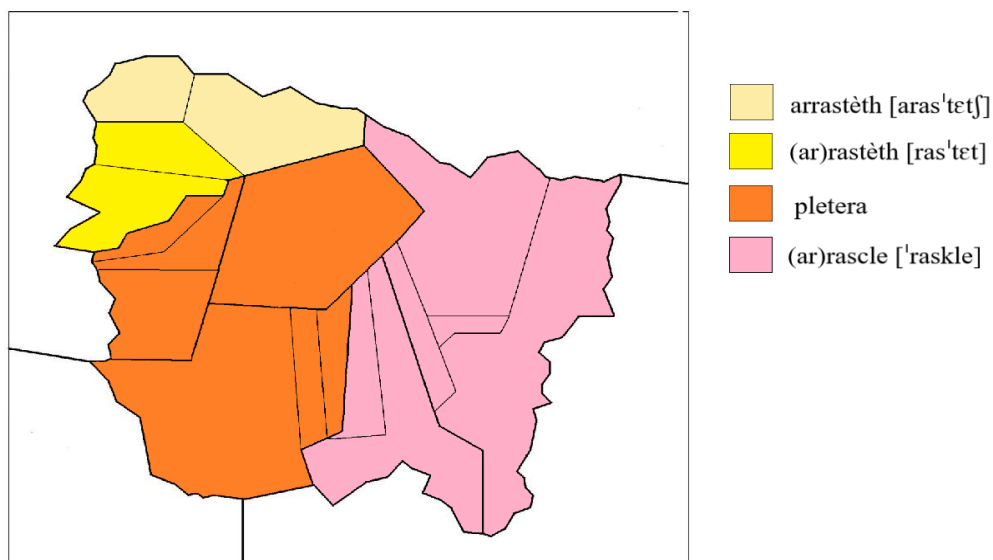 arrastèth [arasˈtɛtʃ]
(ar)rastèth [rasˈtɛt]
pletera
(ar)rascle [ˈraskle]